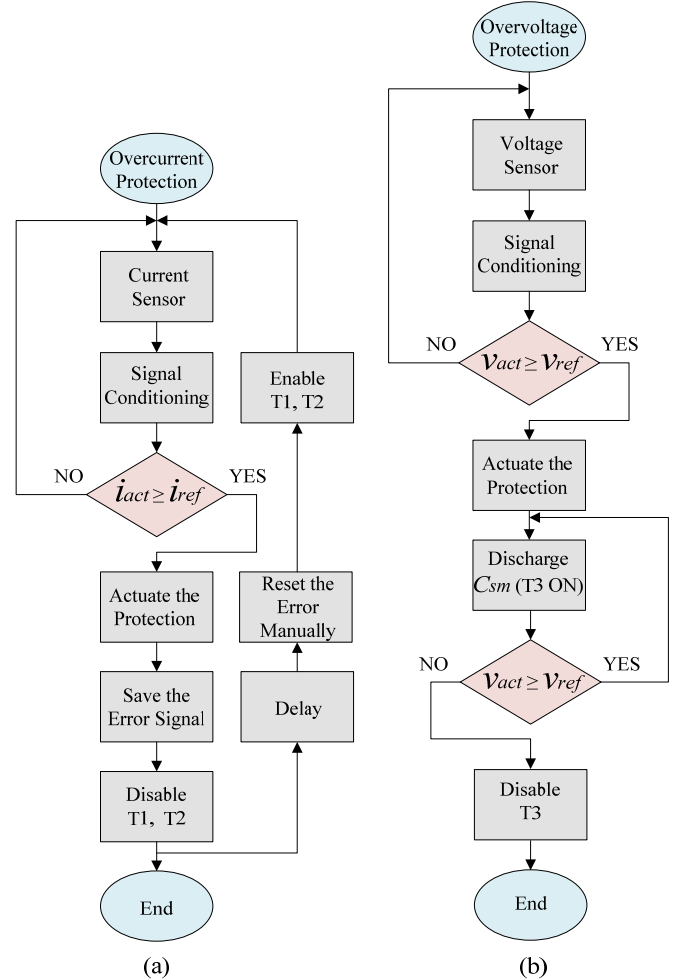 Overcurrent
Protection
Current
Sensor
Signal
Conditioning
NO
iact ≥ iref
YES
Actuate the
Protection
Save the
Error Signal
Disable
T1, T2
End
Enable
T1, T2
Reset the
Error
Manually
Delay
(a)
Overvoltage
Protection
Voltage
Sensor
Signal
Conditioning
NO
vact ≥ vref
YES
Actuate the
Protection
Discharge
Csm (T3 ON)
NO
vact ≥ vref
YES
Disable
T3
End
(b)